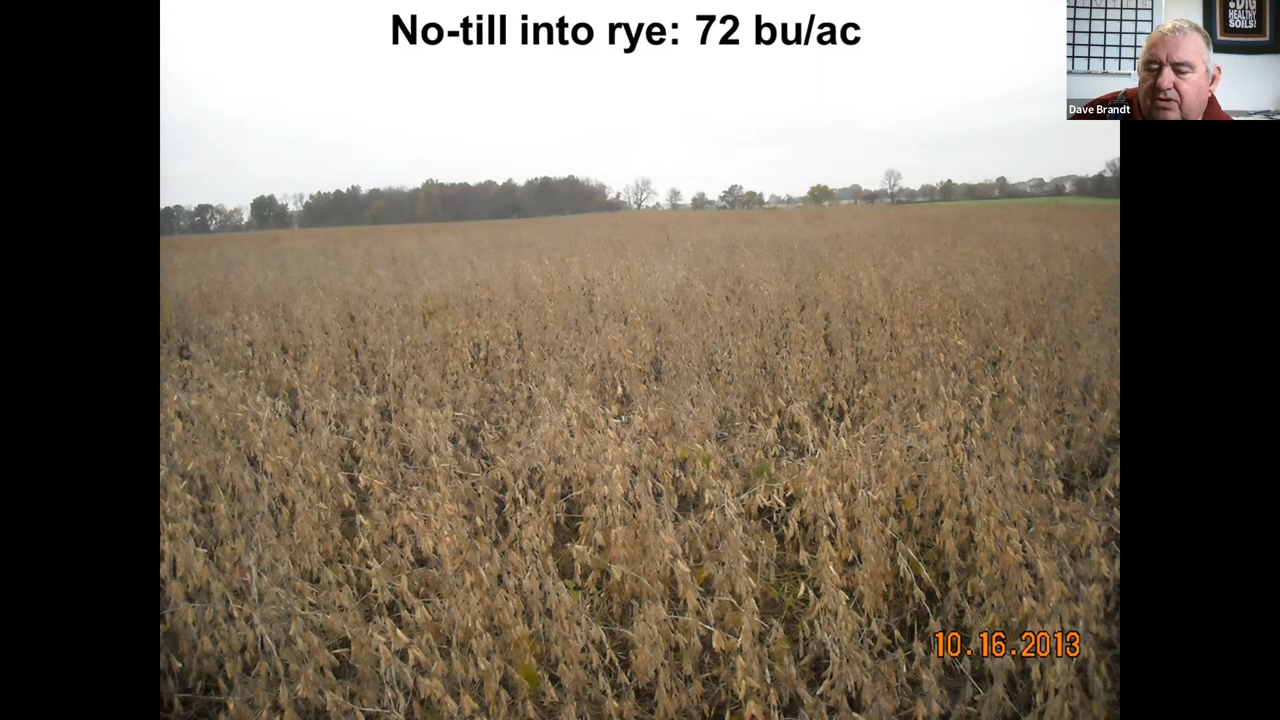 No-till into rye: 72 bu/ac
DIG
HEALTHY
SOILS!
Dave Brandt
10.16.2013